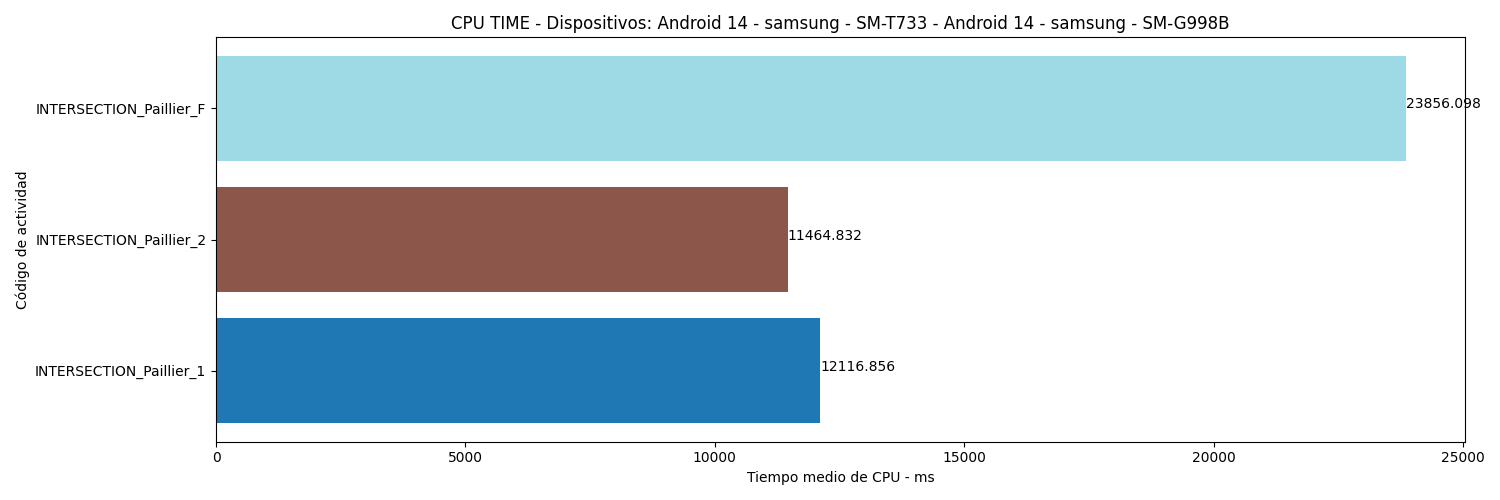 CPU TIME - Dispositivos: Android 14 - samsung - SM-T733 - Android 14 - samsung - SM-G998B
INTERSECTION_Paillier_F
23856.098
INTERSECTION_Paillier_2
11464.832
INTERSECTION_Paillier_1
12116.856
Código de actividad
0 5000 10000 15000 20000 25000
Tiempo medio de CPU - ms